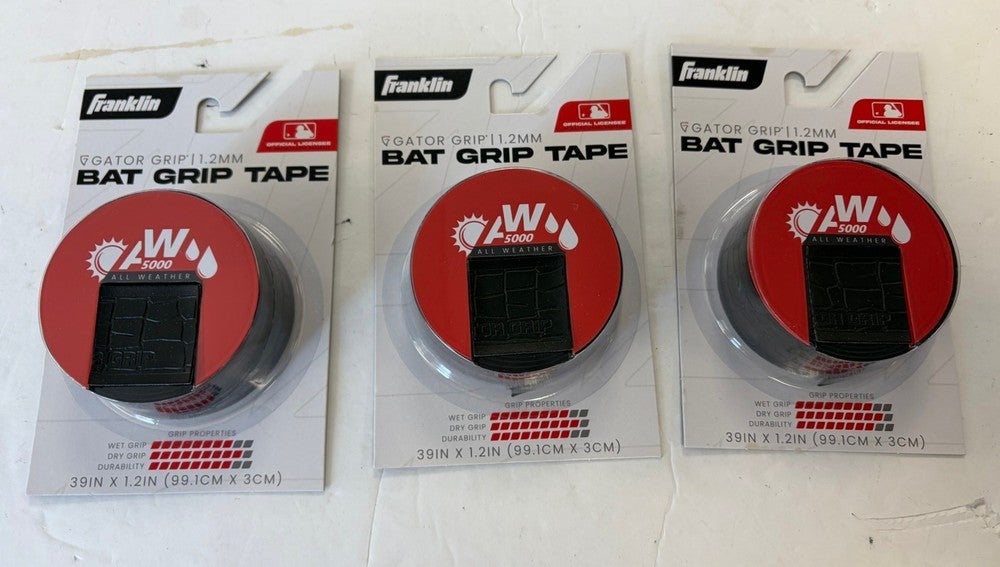 Franklin
OFFICIAL LICENSEE
GATOR GRIP | 1.2MM
BAT GRIP TAPE
AW
5000
ALL WEATHER
GRIP
GRIP PROPERTIES
WET GRIP
DRY GRIP
DURABILITY
39IN X 1.2IN (99.1CM X 3CM)
Franklin
OFFICIAL LICENSEE
GATOR GRIP | 1.2MM
BAT GRIP TAPE
AW
5000
ALL WEATHER
OR GRIP
GRIP PROPERTIES
WET GRIP
DRY GRIP
DURABILITY
39IN X 1.2IN (99.1CM X 3CM)
Franklin
OFFICIAL LICENSEE
GATOR GRIP | 1.2MM
BAT GRIP TAPE
AW
5000
ALL WEATHER
GRIP
GRIP PROPERTIES
WET GRIP
DRY GRIP
DURABILITY
39IN X 1.2IN (99.1CM X 3CM)